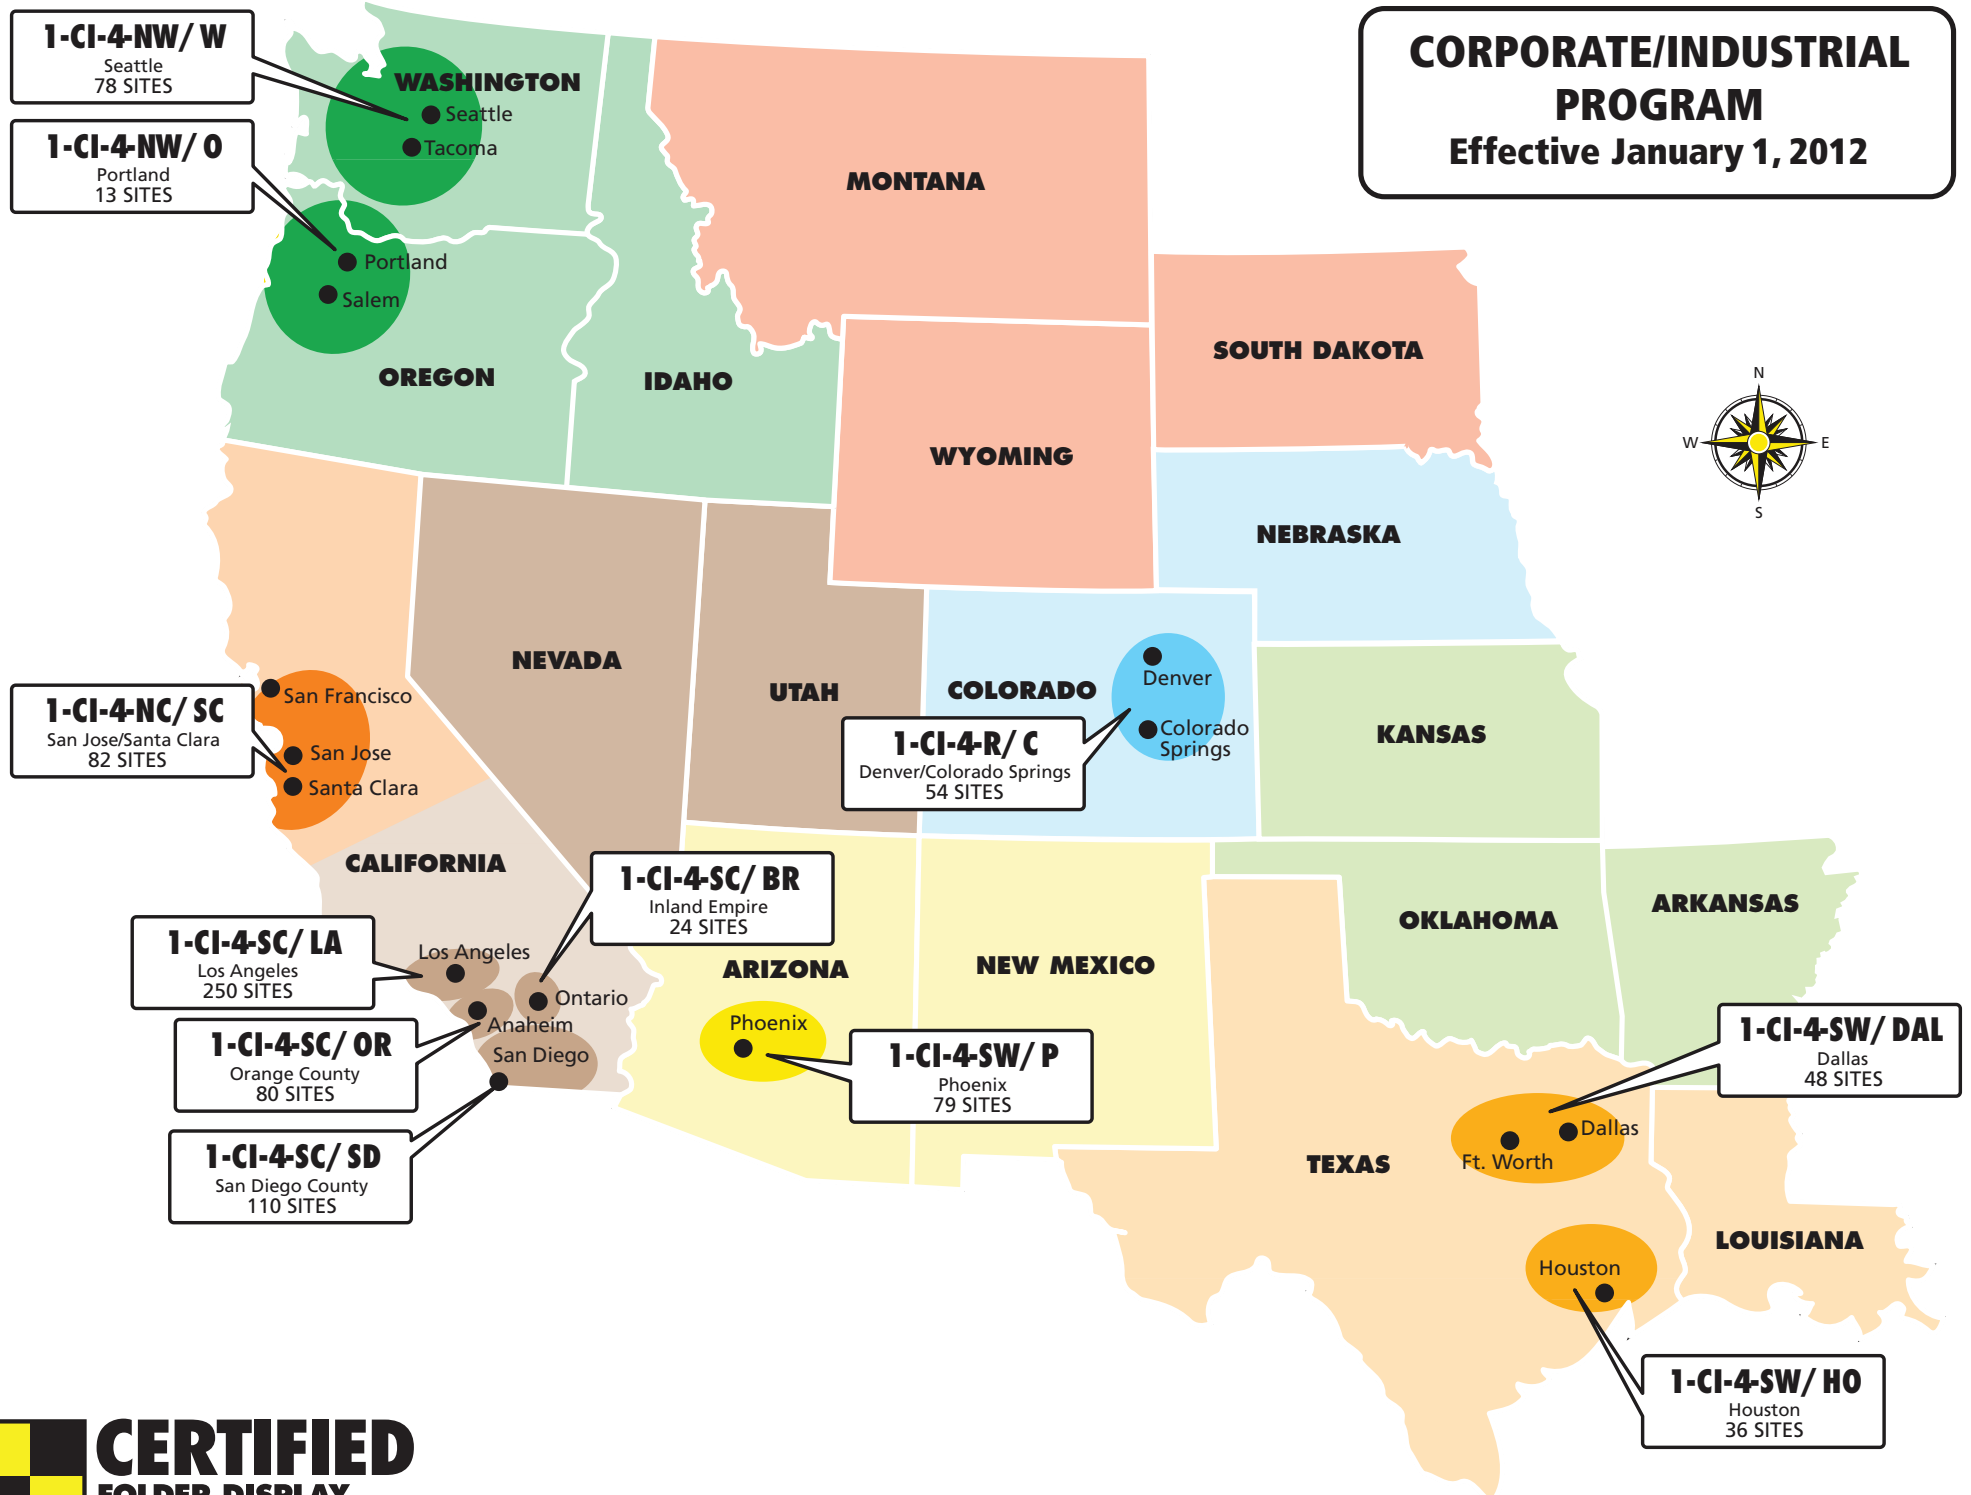 CORPORATE/INDUSTRIAL
PROGRAM
Effective January 1, 2012
1-CI-4-NW/ W
Seattle
78 SITES
1-CI-4-NW/ O
Portland
13 SITES
WASHINGTON
Seattle
Tacoma
Portland
Salem
OREGON
IDAHO
MONTANA
WYOMING
SOUTH DAKOTA
N
W
E
S
NEBRASKA
NEVADA
UTAH
COLORADO
Denver
Colorado
Springs
1-CI-4-R/ C
Denver/Colorado Springs
54 SITES
KANSAS
1-CI-4-NC/ SC
San Jose/Santa Clara
82 SITES
San Francisco
San Jose
Santa Clara
CALIFORNIA
1-CI-4-SC/ BR
Inland Empire
24 SITES
1-CI-4-SC/ LA
Los Angeles
250 SITES
Los Angeles
Ontario
Anaheim
San Diego
1-CI-4-SC/ OR
Orange County
80 SITES
1-CI-4-SC/ SD
San Diego County
110 SITES
ARIZONA
Phoenix
1-CI-4-SW/ P
Phoenix
79 SITES
NEW MEXICO
OKLAHOMA
ARKANSAS
1-CI-4-SW/ DAL
Dallas
48 SITES
Dallas
Ft. Worth
TEXAS
LOUISIANA
Houston
1-CI-4-SW/ HO
Houston
36 SITES
CERTIFIED
FOLDER DISPLAY